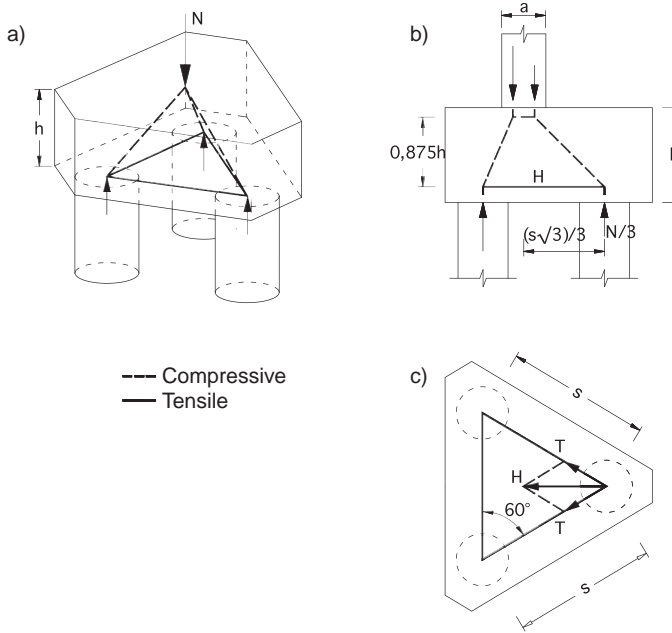 a)
N
h
b)
a
0,875h
H
(s√3)/3
N/3
Compressive
Tensile
c)
s
T
H
60°
T
s